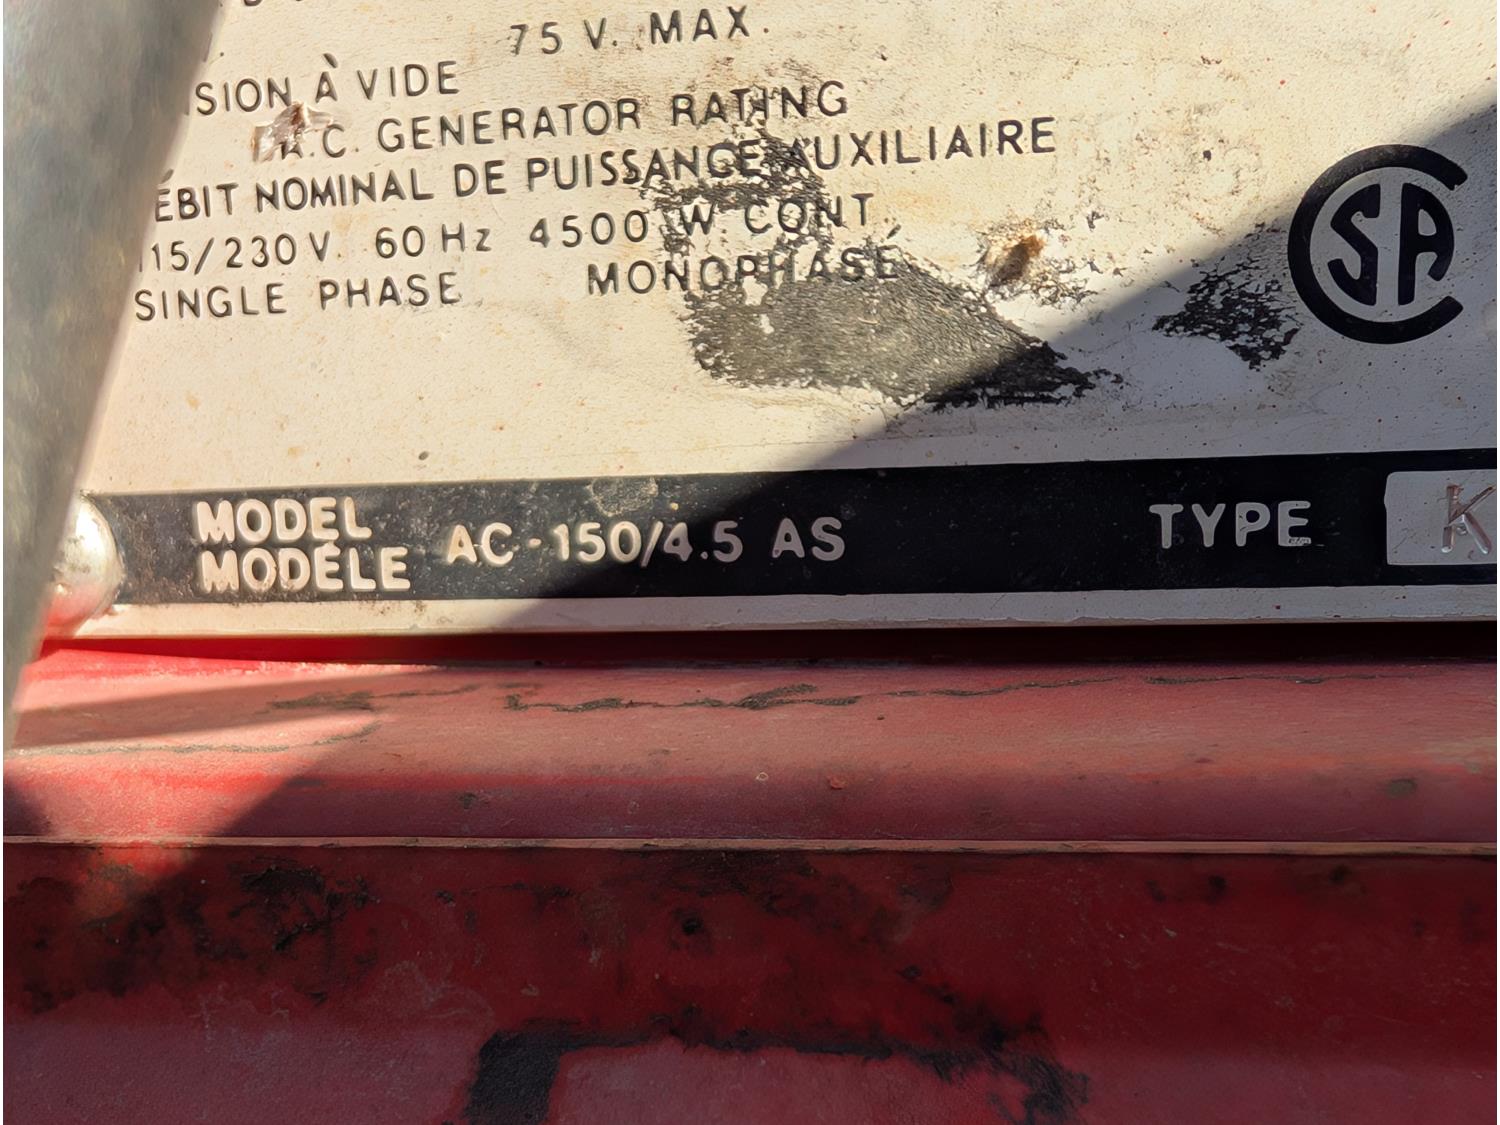 75 V. MAX.
SION À VIDE
A.C. GENERATOR RATING
ÉBIT NOMINAL DE PUISSANCE AUXILIAIRE
115/230 V. 60 Hz 4500 W. CONT.
SINGLE PHASE MONOPHASÉ
CSA
MODEL
MODÈLE AC-150/4.5 AS TYPE K